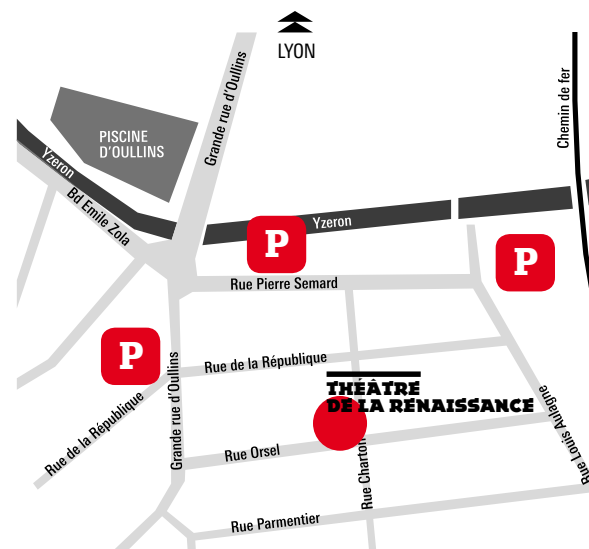 LYON
Grande rue d'Oullins
Chemin de fer
PISCINE
D'OULLINS
Yzeron
Bd Emile Zola
Yzeron
P
P
Rue Pierre Semard
P
Rue de la République
THÉÂTRE
DE LA RENAISSANCE
Rue de la République
Grande rue d'Oullins
Rue Louis Aulagne
Rue Orsel
Rue Charton
Rue Parmentier